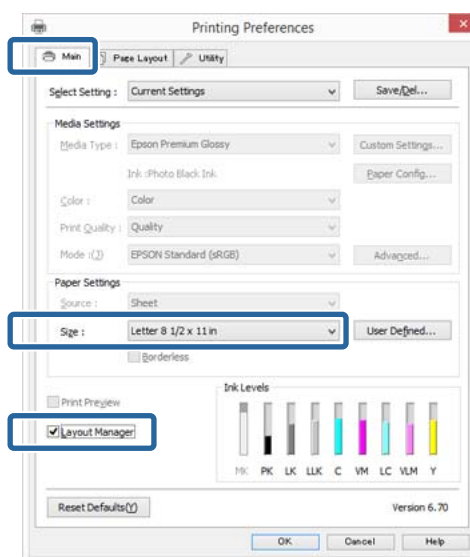 Printing Preferences
Main Page Layout Utility
Select Setting : Current Settings Save/Del...
Media Settings
Media Type : Epson Premium Glossy Custom Settings...
Ink :Photo Black Ink Paper Config...
Color : Color
Print Quality : Quality
Mode :(J) EPSON Standard (sRGB) Advanced...
Paper Settings
Source : Sheet
Size : Letter 8 1/2 x 11 in User Defined...
Borderless
Ink Levels
Print Preview
Layout Manager
MK PK LK LLK C VM LC VLM Y
Reset Defaults(Y) Version 6.70
OK Cancel Help